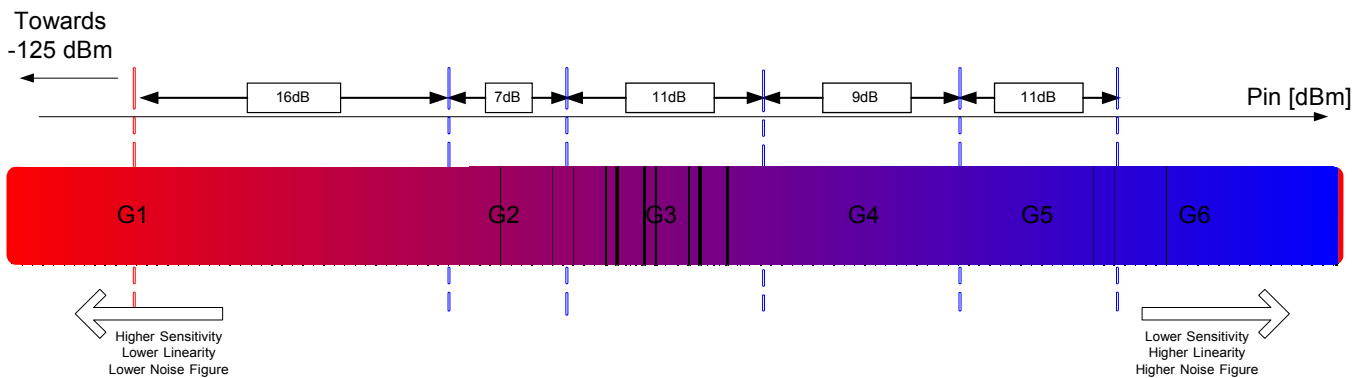 Towards
-125 dBm
16dB
7dB
11dB
9dB
11dB
Pin [dBm]
G1
G2
G3
G4
G5
G6
Higher Sensitivity
Lower Linearity
Lower Noise Figure
Lower Sensitivity
Higher Linearity
Higher Noise Figure